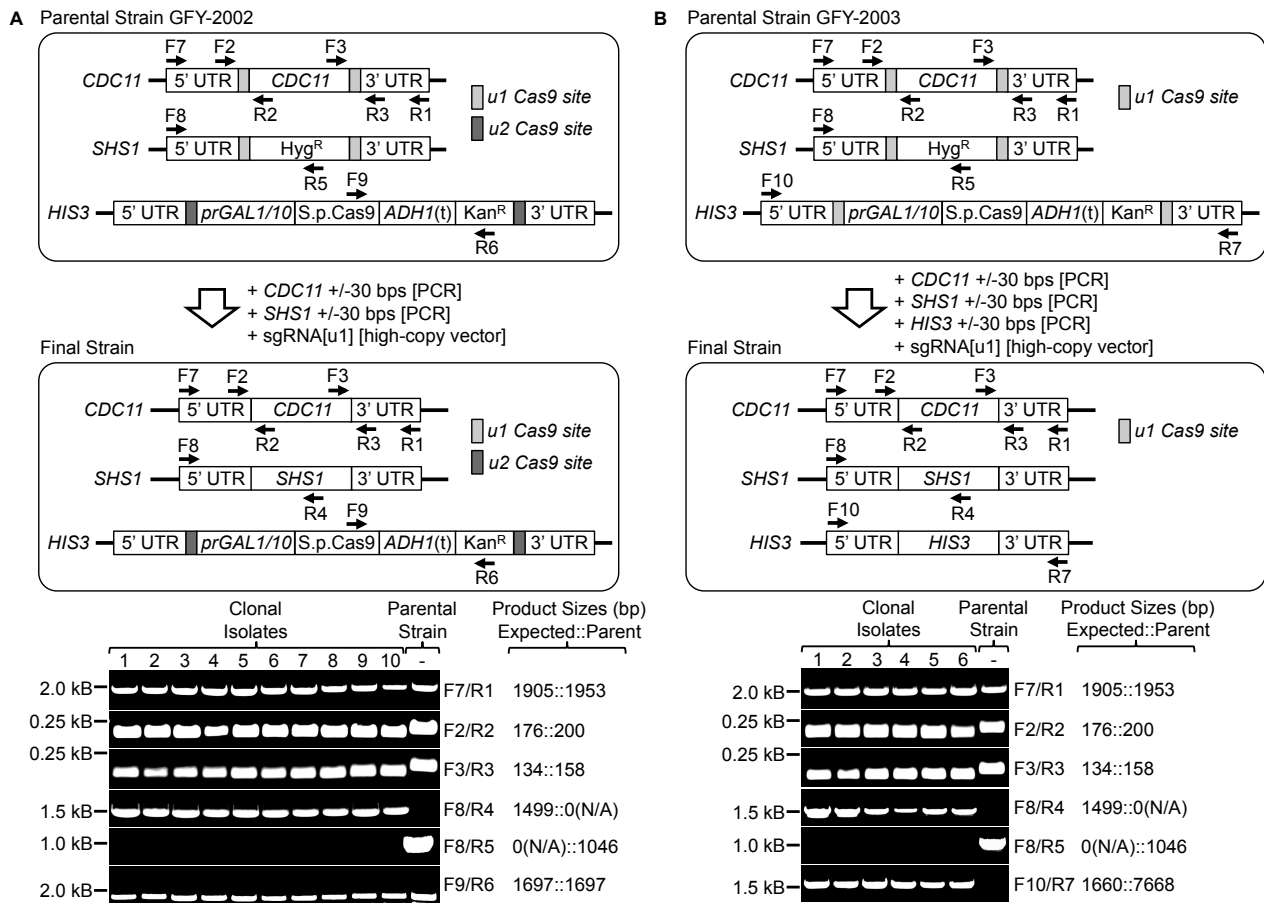 A Parental Strain GFY-2002
F7 F2 F3
CDC11 5' UTR CDC11 3' UTR
R2 R3 R1
u1 Cas9 site
u2 Cas9 site
F8
SHS1 5' UTR HygR 3' UTR
R5 F9
HIS3 5' UTR prGAL1/10 S.p.Cas9 ADH1(t) KanR 3' UTR
R6
+ CDC11 +/-30 bps [PCR]
+ SHS1 +/-30 bps [PCR]
+ sgRNA[u1] [high-copy vector]
Final Strain
F7 F2 F3
CDC11 5' UTR CDC11 3' UTR
R2 R3 R1
u1 Cas9 site
u2 Cas9 site
F8
SHS1 5' UTR SHS1 3' UTR
R4 F9
HIS3 5' UTR prGAL1/10 S.p.Cas9 ADH1(t) KanR 3' UTR
R6
Clonal Isolates
Parental Strain
Product Sizes (bp)
Expected::Parent
1 2 3 4 5 6 7 8 9 10 -
2.0 kB F7/R1 1905::1953
0.25 kB F2/R2 176::200
0.25 kB F3/R3 134::158
1.5 kB F8/R4 1499::0(N/A)
1.0 kB F8/R5 0(N/A)::1046
2.0 kB F9/R6 1697::1697
B Parental Strain GFY-2003
F7 F2 F3
CDC11 5' UTR CDC11 3' UTR
R2 R3 R1
u1 Cas9 site
F8
SHS1 5' UTR HygR 3' UTR
R5
F10
HIS3 5' UTR prGAL1/10 S.p.Cas9 ADH1(t) KanR 3' UTR
R7
+ CDC11 +/-30 bps [PCR]
+ SHS1 +/-30 bps [PCR]
+ HIS3 +/-30 bps [PCR]
+ sgRNA[u1] [high-copy vector]
Final Strain
F7 F2 F3
CDC11 5' UTR CDC11 3' UTR
R2 R3 R1
u1 Cas9 site
F8
SHS1 5' UTR SHS1 3' UTR
R4
F10
HIS3 5' UTR HIS3 3' UTR
R7
Clonal Isolates
Parental Strain
Product Sizes (bp)
Expected::Parent
1 2 3 4 5 6 -
2.0 kB F7/R1 1905::1953
0.25 kB F2/R2 176::200
0.25 kB F3/R3 134::158
1.5 kB F8/R4 1499::0(N/A)
1.0 kB F8/R5 0(N/A)::1046
1.5 kB F10/R7 1660::7668